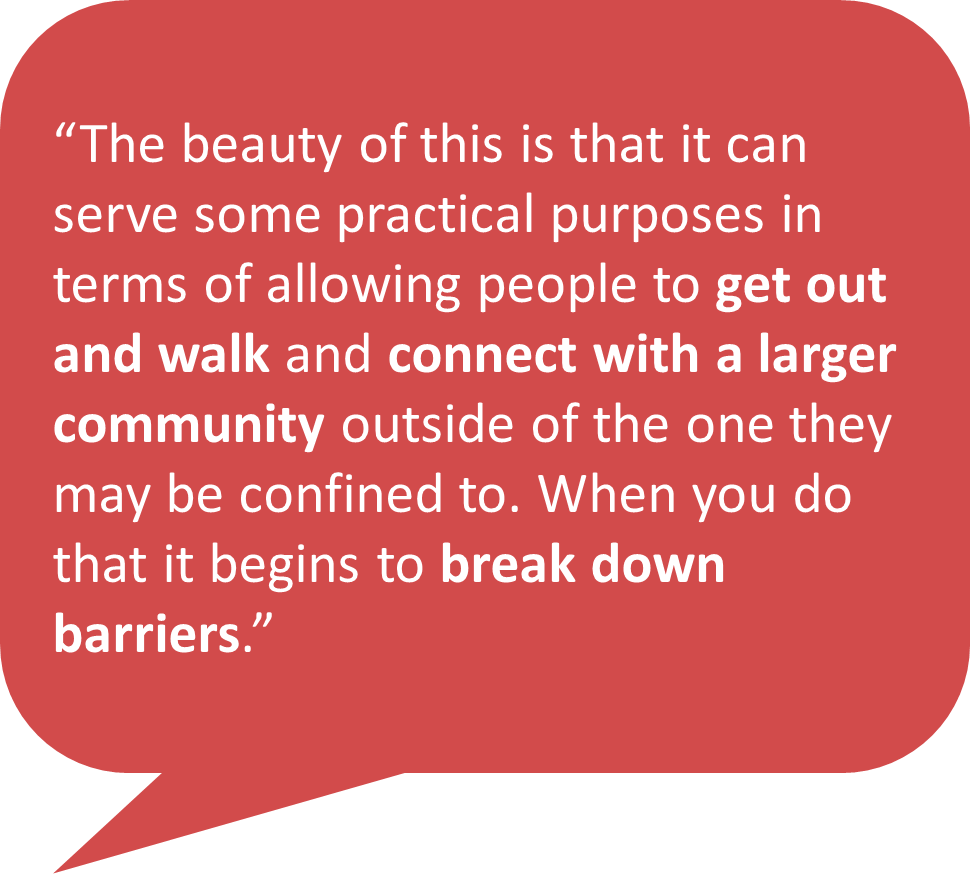 “The beauty of this is that it can
serve some practical purposes in
terms of allowing people to get out
and walk and connect with a larger
community outside of the one they
may be confined to. When you do
that it begins to break down
barriers.”